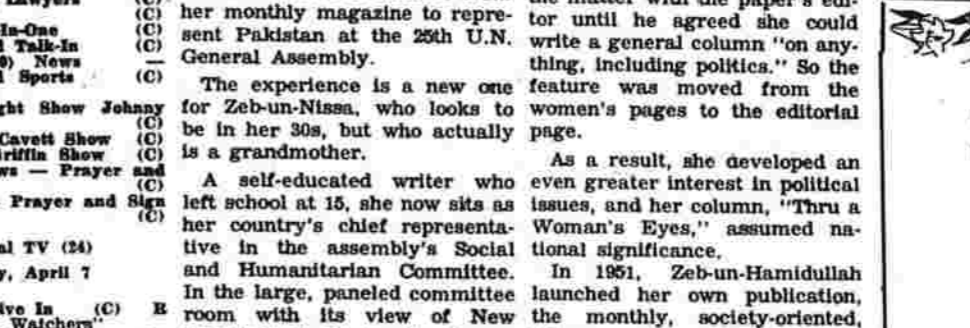 (C)
In-One (C)
Talk-In (C)
News —
Sports (C)
ght Show Johnny
(C)
Cavett Show (C)
riffin Show (C)
ws — Prayer and
(C)
Prayer and Sign
(C)
al TV (24)
y, April 7
ive In (C) R
Watchers"
her monthly magazine to repre-
sent Pakistan at the 25th U.N.
General Assembly.
The experience is a new one
for Zeb-un-Nissa, who looks to
be in her 30s, but who actually
is a grandmother.
A self-educated writer who
left school at 15, she now sits as
her country's chief representa-
tive in the assembly's Social
and Humanitarian Committee.
In the large, paneled committee
room with its view of New
tor until he agreed she could
write a general column "on any-
thing, including politics." So the
feature was moved from the
women's pages to the editorial
page.
As a result, she developed an
even greater interest in political
issues, and her column, "Thru a
Woman's Eyes," assumed na-
tional significance.
In 1951, Zeb-un-Hamidullah
launched her own publication,
the monthly, society-oriented,